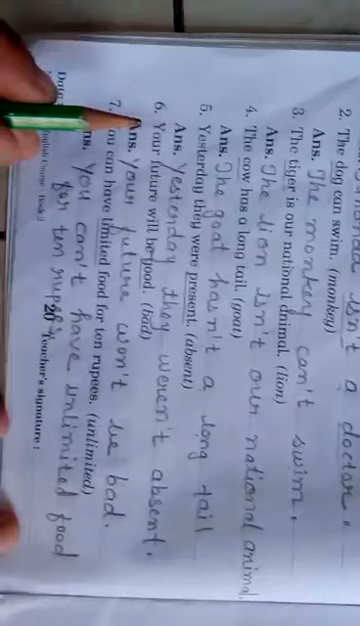 isn't a doctor.
2. The dog can swim. (monkey)
Ans. The monkey can't swim.
3. The tiger is our national animal. (lion)
Ans. The lion isn't our national animal.
4. The cow has a long tail. (goat)
Ans. The goat hasn't a long tail
5. Yesterday they were present. (absent)
Ans. Yesterday they weren't absent.
6. Your future will be good. (bad)
Ans. Your future won't be bad.
7. You can have limited food for ten rupees. (unlimited)
Ans. You can't have unlimited food
for ten rupees.
Date
English Course (Book-I) 20 Teacher's signature :